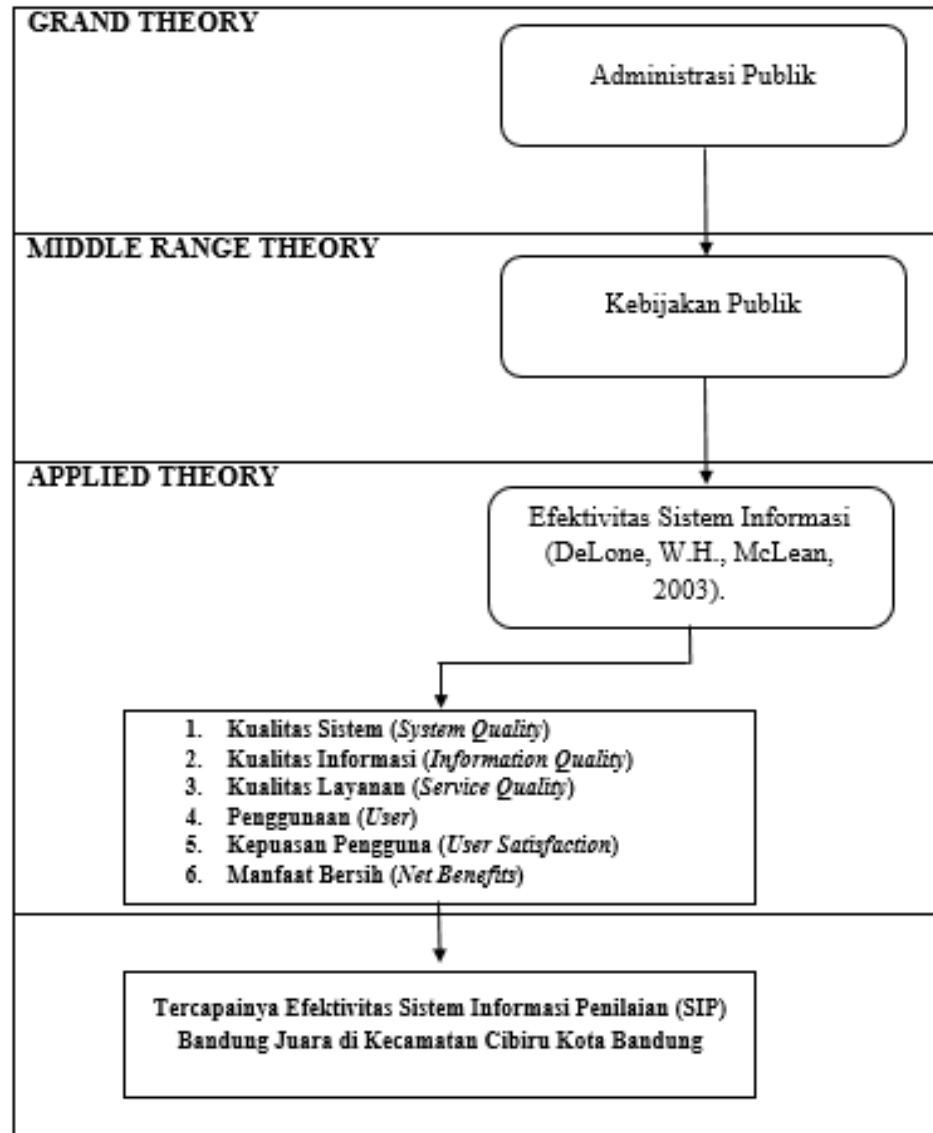 GRAND THEORY
Administrasi Publik
MIDDLE RANGE THEORY
Kebijakan Publik
APPLIED THEORY
Efektivitas Sistem Informasi
(DeLone, W.H., McLean,
2003).
1. Kualitas Sistem (System Quality)
2. Kualitas Informasi (Information Quality)
3. Kualitas Layanan (Service Quality)
4. Penggunaan (User)
5. Kepuasan Pengguna (User Satisfaction)
6. Manfaat Bersih (Net Benefits)
Tercapainya Efektivitas Sistem Informasi Penilaian (SIP)
Bandung Juara di Kecamatan Cibiru Kota Bandung